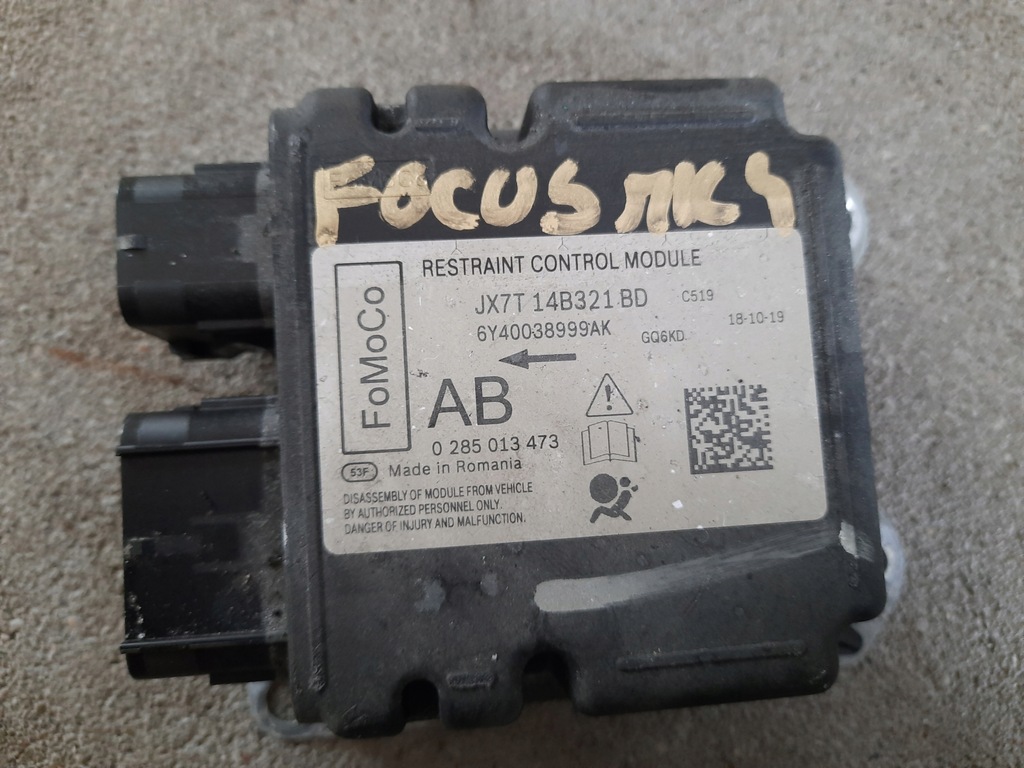 FOCUS MK4
RESTRAINT CONTROL MODULE
FoMoCo
JX7T 14B321 BD C519
6Y40038999AK GQ6KD 18-10-19
AB
0 285 013 473
53F Made in Romania
DISASSEMBLY OF MODULE FROM VEHICLE
BY AUTHORIZED PERSONNEL ONLY.
DANGER OF INJURY AND MALFUNCTION.